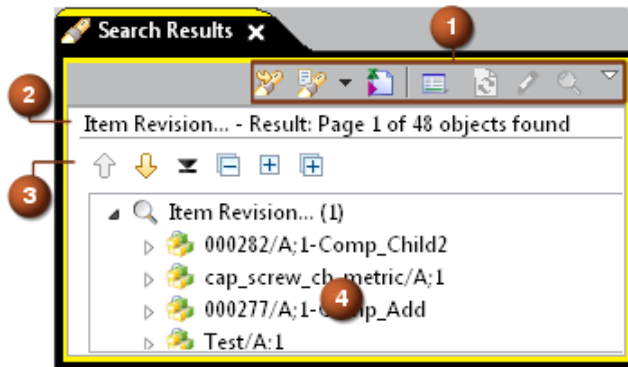 Search Results
1
2
Item Revision... - Result: Page 1 of 48 objects found
3
Item Revision... (1)
000282/A;1-Comp_Child2
cap_screw_cb_metric/A;1
000277/A;1- _Add
4
Test/A:1